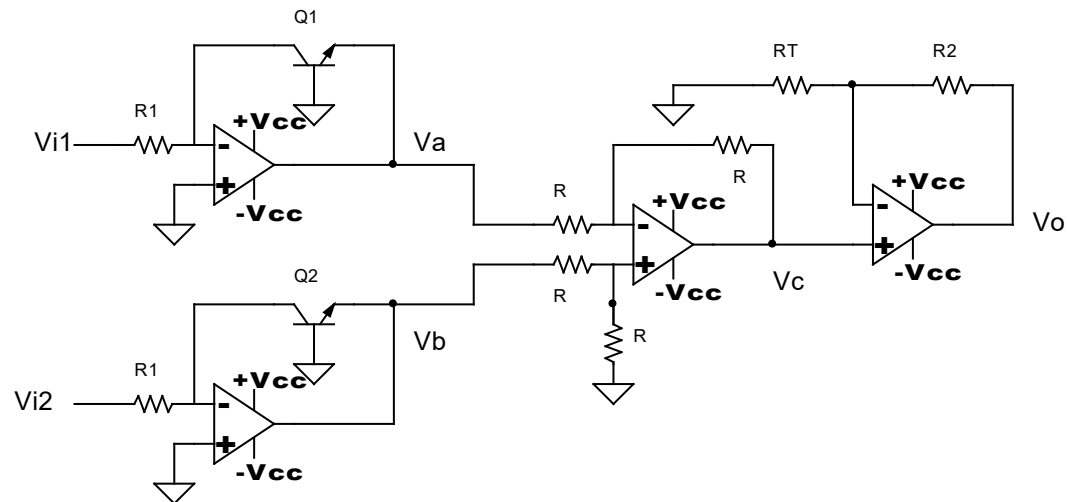 Q1
RT
R2
R1
Vi1
+Vcc
-
+
-Vcc
Va
R
R
R
R
+Vcc
-
+
-Vcc
Vc
+Vcc
-
+
-Vcc
Vo
Q2
R1
Vi2
+Vcc
-
+
-Vcc
Vb